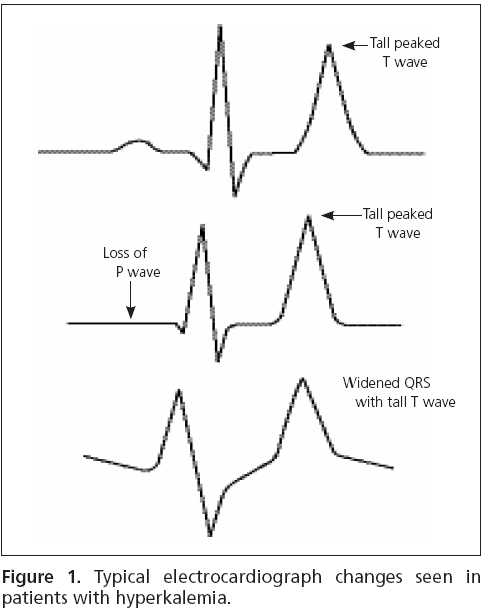 Tall peaked
T wave
Tall peaked
T wave
Loss of
P wave
Widened QRS
with tall T wave
Figure 1. Typical electrocardiograph changes seen in
patients with hyperkalemia.